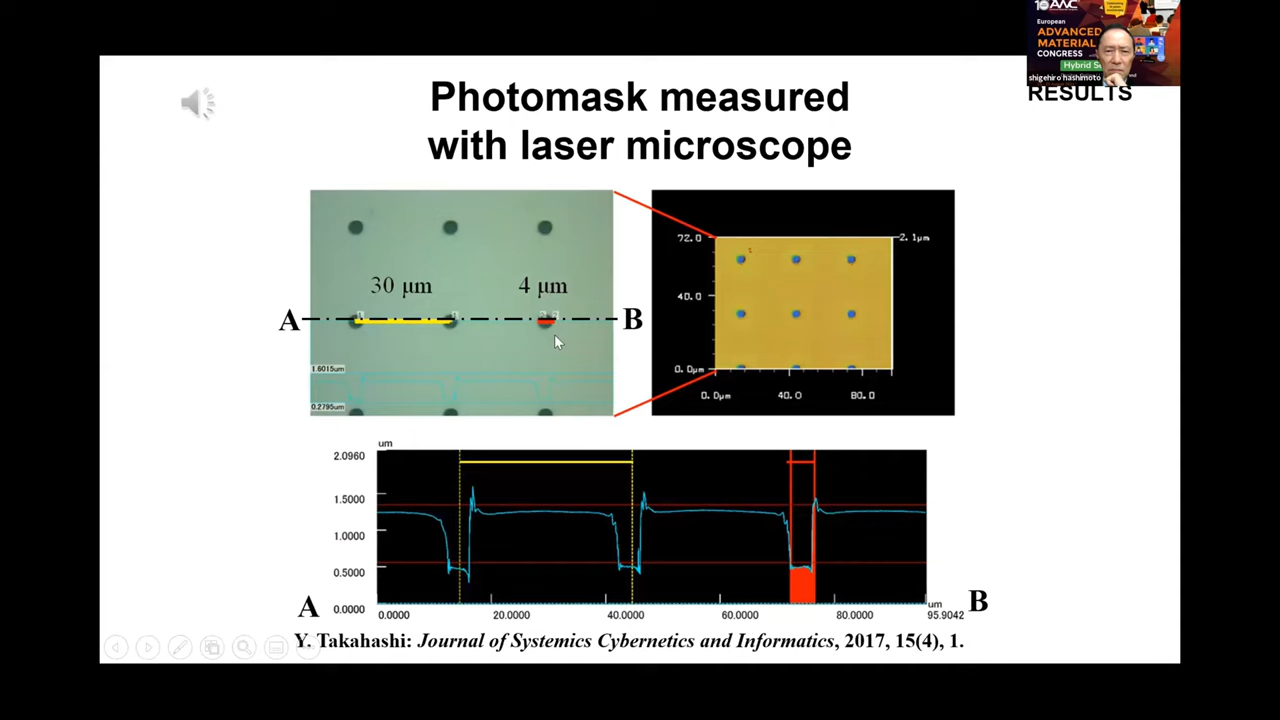 10 AMC
European
ADVANCED
MATERIAL
CONGRESS
Hybrid
shigehiro hashimoto
RESULTS
Photomask measured
with laser microscope
30 μm
4 μm
A
B
1.6015um
0.2795um
72.0
40.0
0.0μm
2.1μm
0.0μm
40.0
80.0
um
2.0960
1.5000
1.0000
0.5000
0.0000
0.0000
20.0000
40.0000
60.0000
80.0000
um
95.9042
A
B
Y. Takahashi: Journal of Systemics Cybernetics and Informatics, 2017, 15(4), 1.